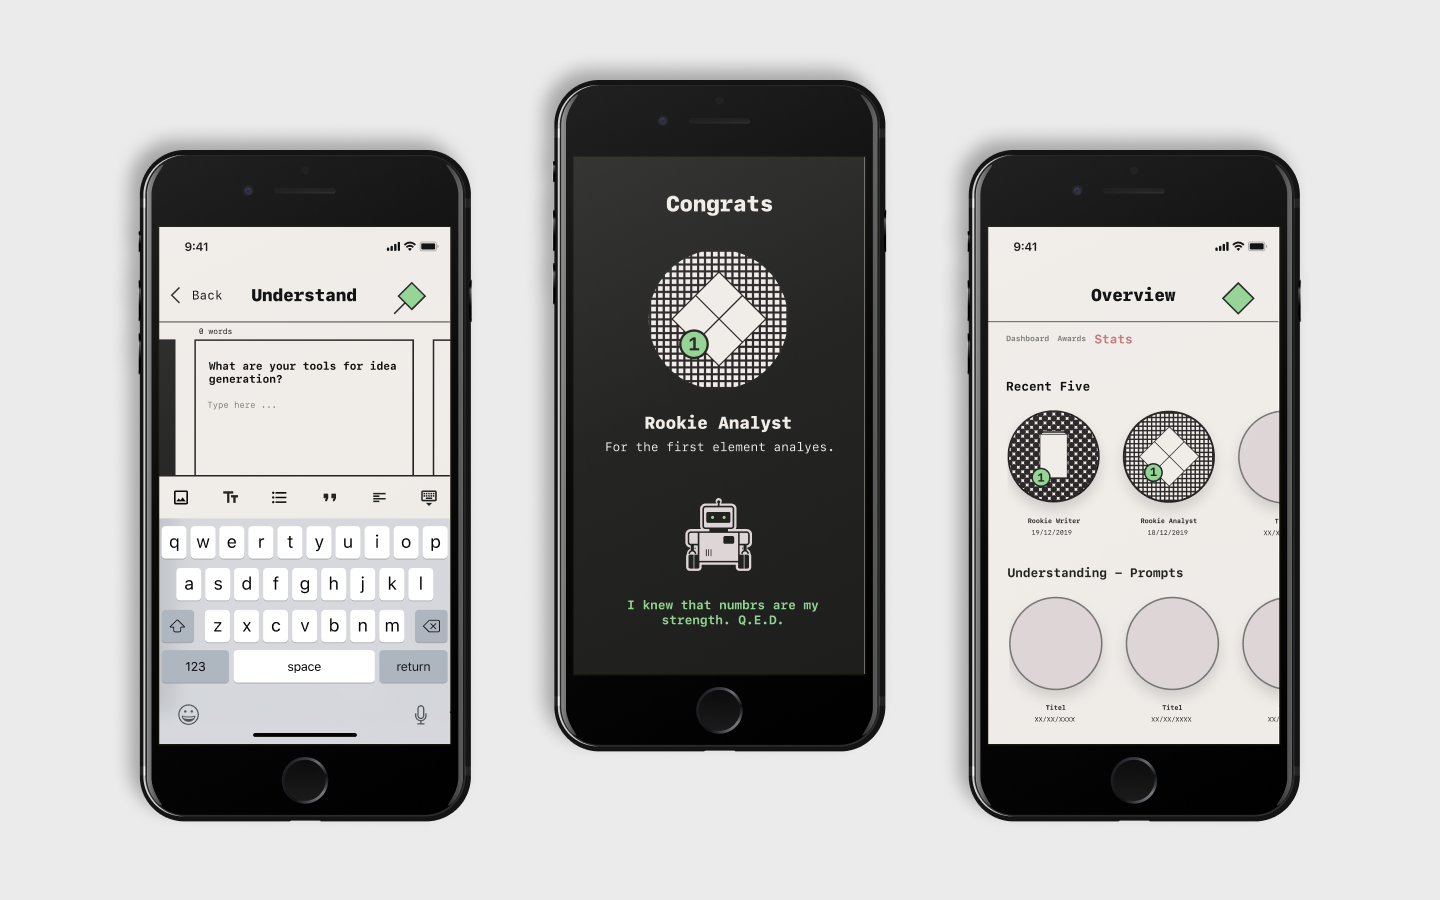 9:41
Back
Understand
0 words
What are your tools for idea
generation?
Type here ...
q w e r t y u i o p
a s d f g h j k l
z x c v b n m
123
space
return
Congrats
1
Rookie Analyst
For the first element analyes.
I knew that numbrs are my
strength. Q.E.D.
9:41
Overview
Dashboard Awards Stats
Recent Five
1
1
Rookie Writer
19/12/2019
Rookie Analyst
18/12/2019
T
XX/X
Understanding – Prompts
Titel
XX/XX/XXXX
Titel
XX/XX/XXXX
XX/